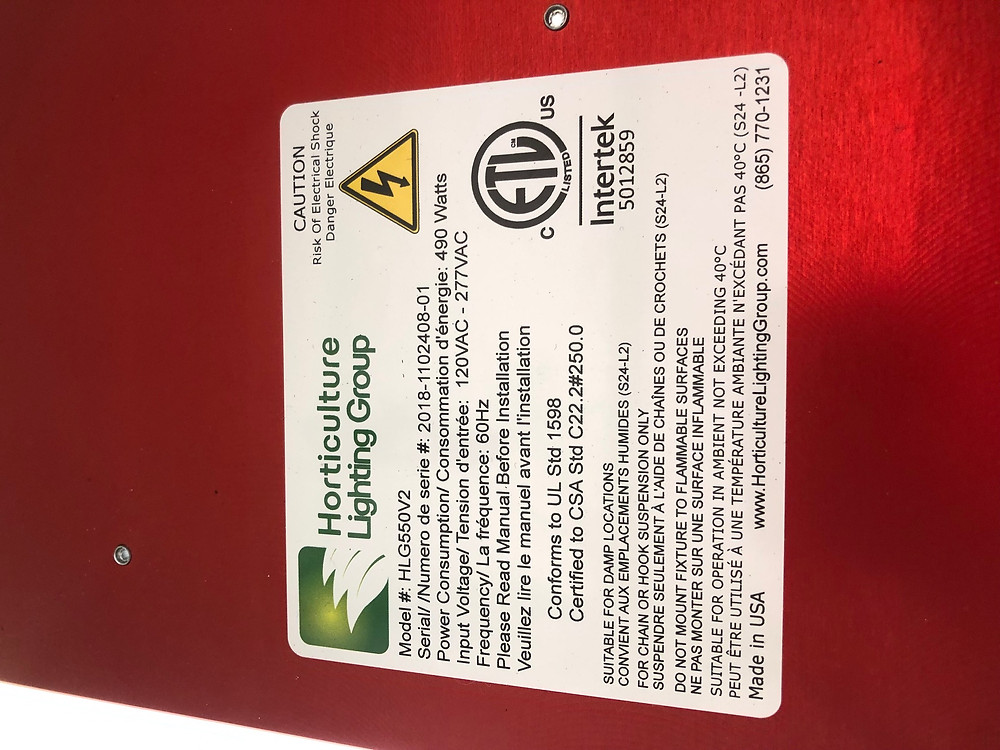 Horticulture
Lighting Group
CAUTION
Risk Of Electrical Shock
Danger Electrique
Model #: HLG550V2
Serial/ /Numero de serie #: 2018-1102408-01
Power Consumption/ Consommation d'énergie: 490 Watts
Input Voltage/ Tension d'entrée: 120VAC - 277VAC
Frequency/ La fréquence: 60Hz
Please Read Manual Before Installation
Veuillez lire le manuel avant l'installation
Conforms to UL Std 1598
Certified to CSA Std C22.2#250.0
C ETL CM US
LISTED
Intertek
5012859
SUITABLE FOR DAMP LOCATIONS
CONVIENT AUX EMPLACEMENTS HUMIDES (S24-L2)
FOR CHAIN OR HOOK SUSPENSION ONLY
SUSPENDRE SEULEMENT À L'AIDE DE CHAÎNES OU DE CROCHETS (S24-L2)
DO NOT MOUNT FIXTURE TO FLAMMABLE SURFACES
NE PAS MONTER SUR UNE SURFACE INFLAMMABLE
SUITABLE FOR OPERATION IN AMBIENT NOT EXCEEDING 40°C
PEUT ÊTRE UTILISÉ À UNE TEMPÉRATURE AMBIANTE N'EXCÉDANT PAS 40°C (S24 -L2)
Made in USA www.HorticultureLightingGroup.com (865) 770-1231